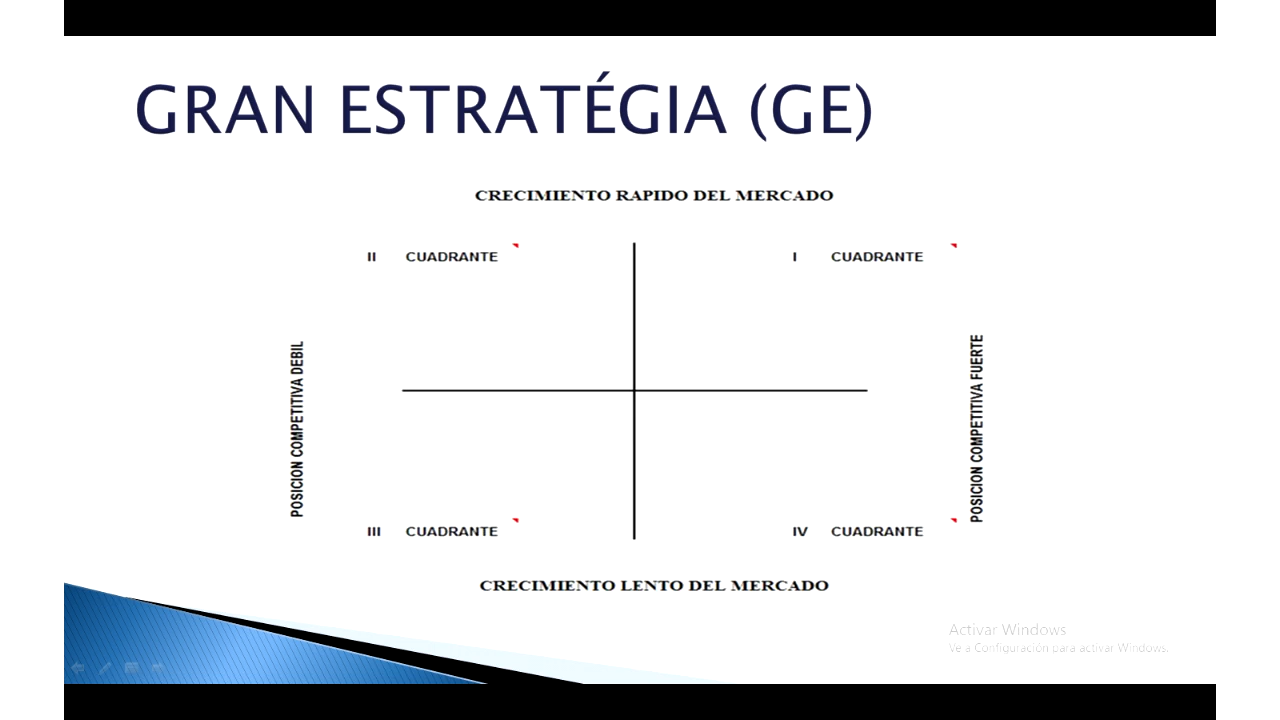 GRAN ESTRATÉGIA (GE)
CRECIMIENTO RAPIDO DEL MERCADO
II CUADRANTE
I CUADRANTE
POSICION COMPETITIVA DEBIL
POSICION COMPETITIVA FUERTE
III CUADRANTE
IV CUADRANTE
CRECIMIENTO LENTO DEL MERCADO
Activar Windows
Ve a Configuración para activar Windows.